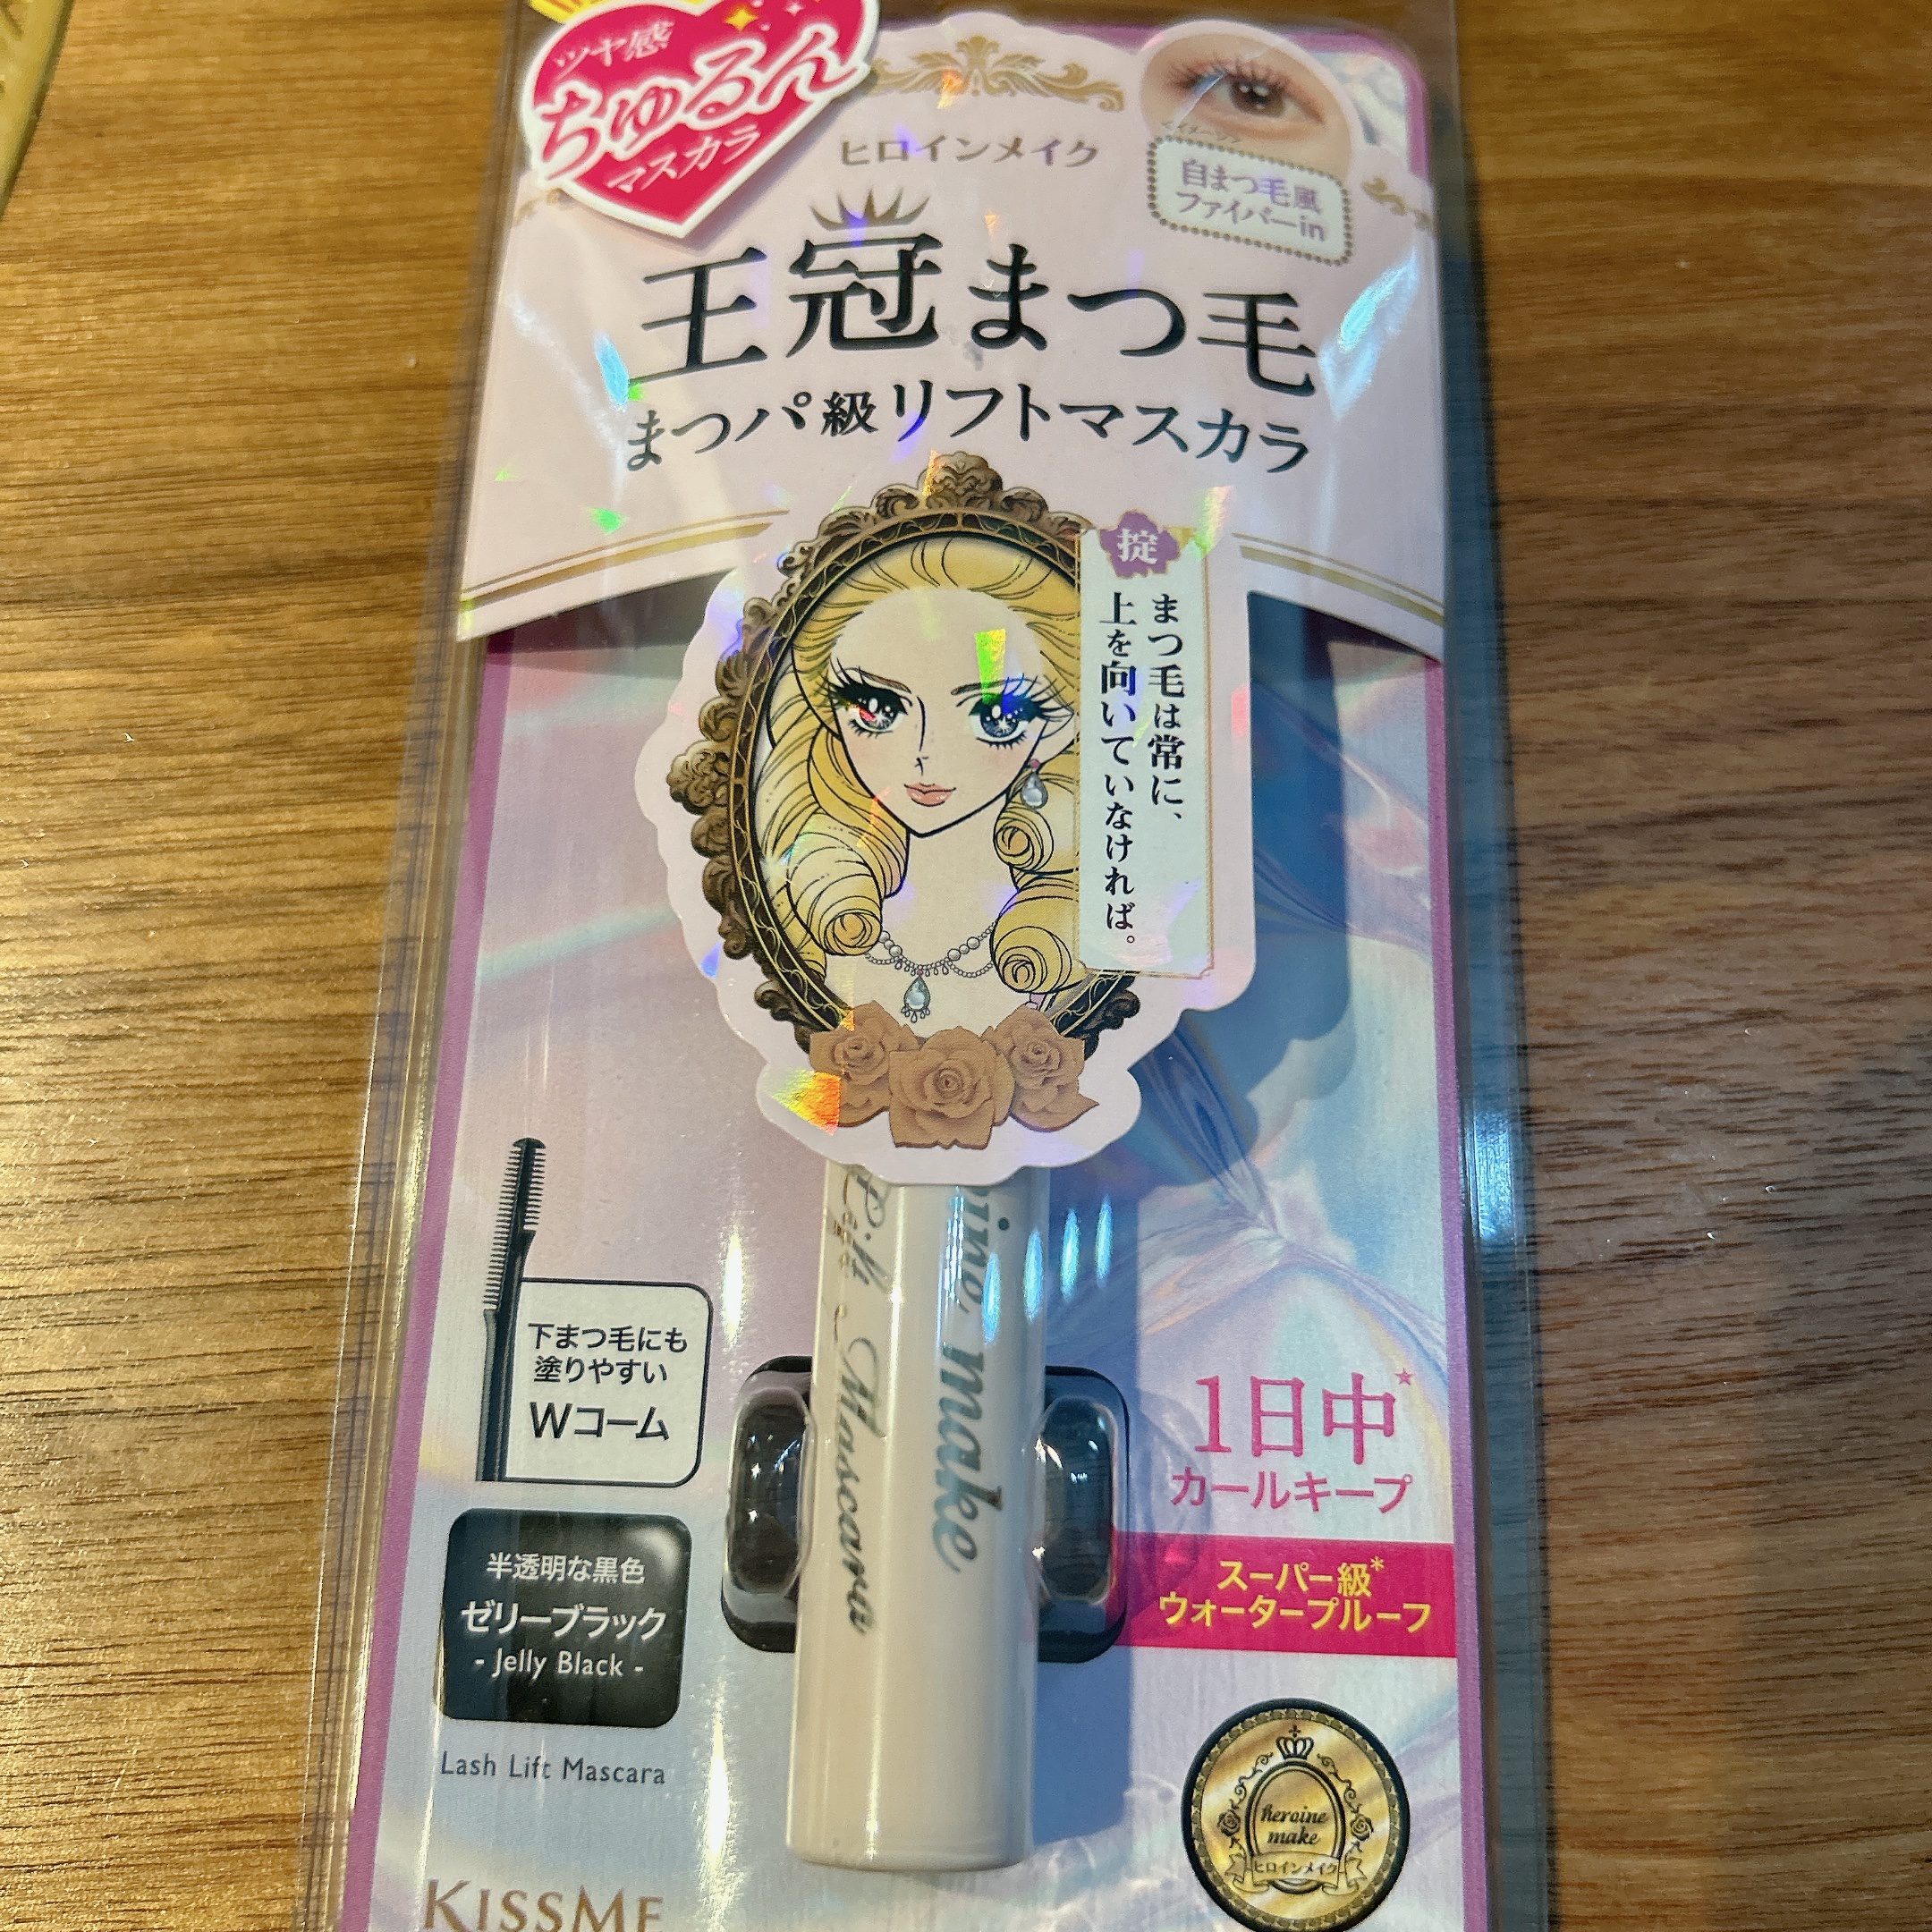 ツヤ感
ちゅるん
マスカラ
ヒロインメイク
<イメージ>
自まつ毛風
ファイバーin
王冠まつ毛
まつパ級リフトマスカラ
掟
まつ毛は常に、
上を向いていなければ。
make
Mascara
下まつ毛にも
塗りやすい
Wコーム
1日中☆
カールキープ
半透明な黒色
ゼリーブラック
- Jelly Black -
スーパー級*
ウォータープルーフ
Lash Lift Mascara
heroine
make
ヒロインメイク
KISSME